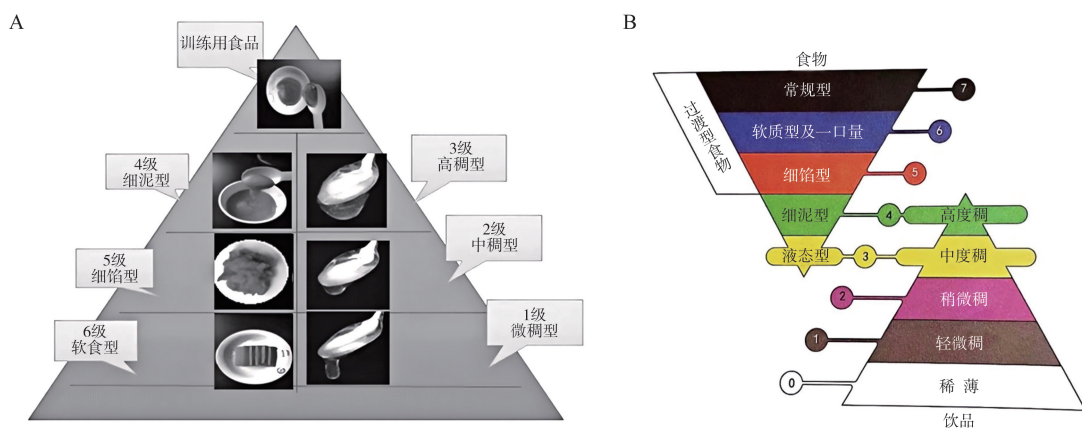 A
训练用食品
4级
细泥型
3级
高稠型
5级
细馅型
2级
中稠型
6级
软食型
1级
微稠型
B
食物
过渡型食物
常规型
7
软质型及一口量
6
细馅型
5
细泥型
4
高度稠
液态型
3
中度稠
2
稍微稠
1
轻微稠
0
稀 薄
饮品